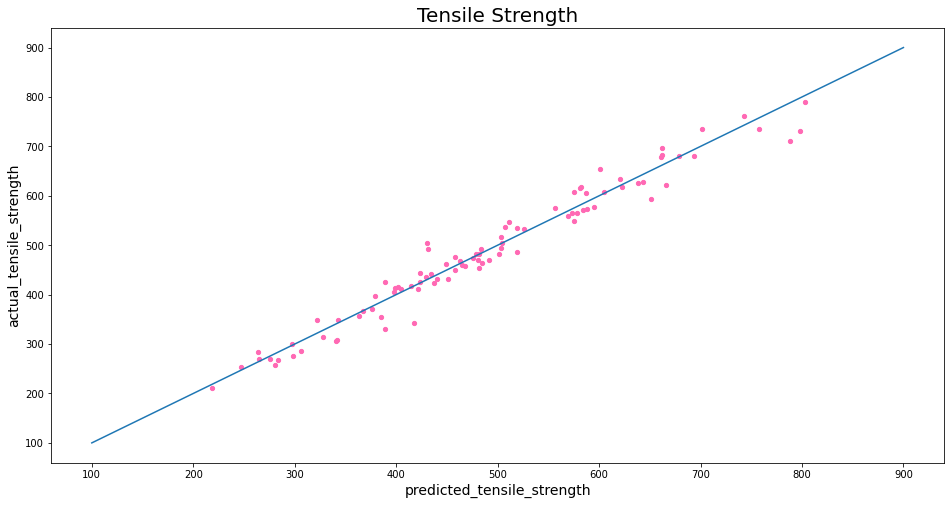 Tensile Strength
actual_tensile_strength
900
800
700
600
500
400
300
200
100
100 200 300 400 500 600 700 800 900
predicted_tensile_strength